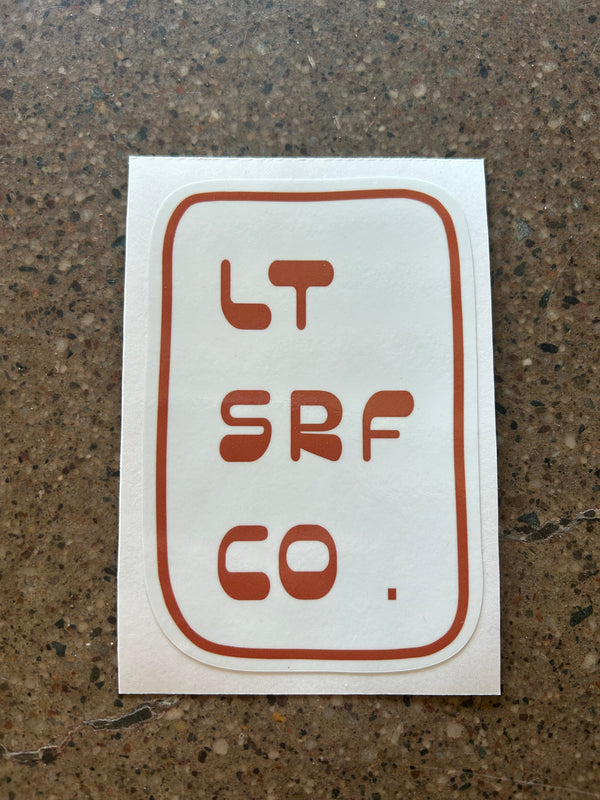 LT
SRF
CO .